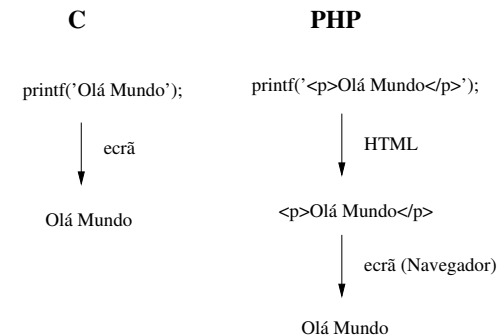 C
printf(’Olá Mundo’);
ecrã
Olá Mundo
PHP
printf(’<p>Olá Mundo</p>’);
HTML
<p>Olá Mundo</p>
ecrã (Navegador)
Olá Mundo